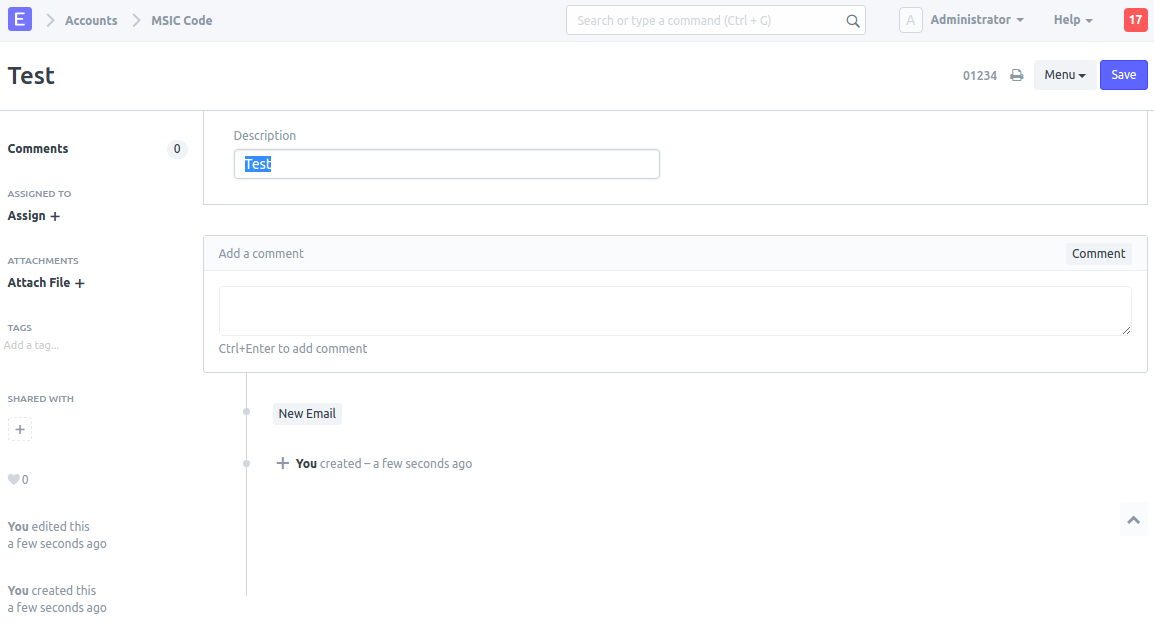 E Accounts MSIC Code Search or type a command (Ctrl + G) A Administrator Help 17
Test 01234 Menu Save
Comments 0
ASSIGNED TO
Assign +
ATTACHMENTS
Attach File +
TAGS
Add a tag...
SHARED WITH
+
0
You edited this
a few seconds ago
You created this
a few seconds ago
Description
Test
Add a comment Comment
Ctrl+Enter to add comment
New Email
+ You created – a few seconds ago